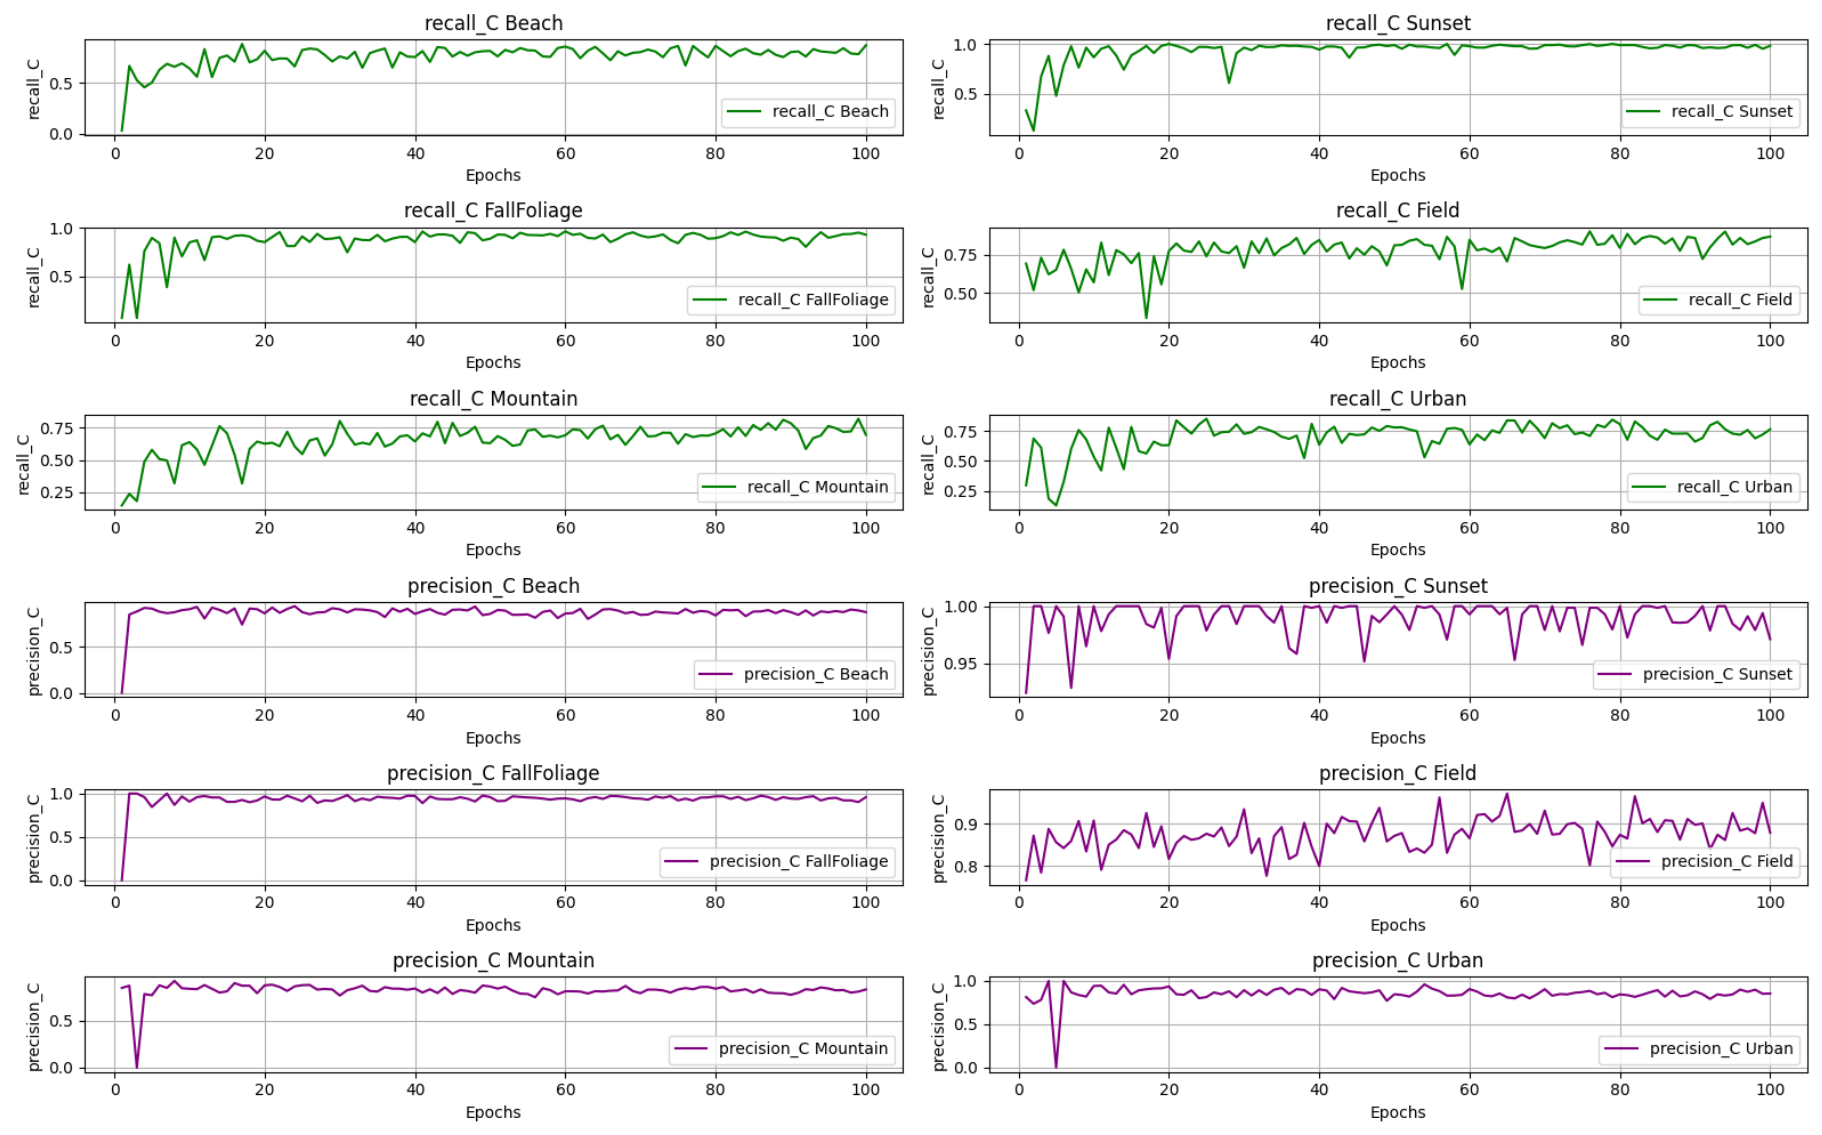 recall_C Beach
recall_C
0.5
0.0
recall_C Beach
0 20 40 60 80 100
Epochs
recall_C Sunset
recall_C
1.0
0.5
recall_C Sunset
0 20 40 60 80 100
Epochs
recall_C FallFoliage
recall_C
1.0
0.5
recall_C FallFoliage
0 20 40 60 80 100
Epochs
recall_C Field
recall_C
0.75
0.50
recall_C Field
0 20 40 60 80 100
Epochs
recall_C Mountain
recall_C
0.75
0.50
0.25
recall_C Mountain
0 20 40 60 80 100
Epochs
recall_C Urban
recall_C
0.75
0.50
0.25
recall_C Urban
0 20 40 60 80 100
Epochs
precision_C Beach
precision_C
0.5
0.0
precision_C Beach
0 20 40 60 80 100
Epochs
precision_C Sunset
precision_C
1.00
0.95
precision_C Sunset
0 20 40 60 80 100
Epochs
precision_C FallFoliage
precision_C
1.0
0.5
0.0
precision_C FallFoliage
0 20 40 60 80 100
Epochs
precision_C Field
precision_C
0.9
0.8
precision_C Field
0 20 40 60 80 100
Epochs
precision_C Mountain
precision_C
0.5
0.0
precision_C Mountain
0 20 40 60 80 100
Epochs
precision_C Urban
precision_C
1.0
0.5
0.0
precision_C Urban
0 20 40 60 80 100
Epochs